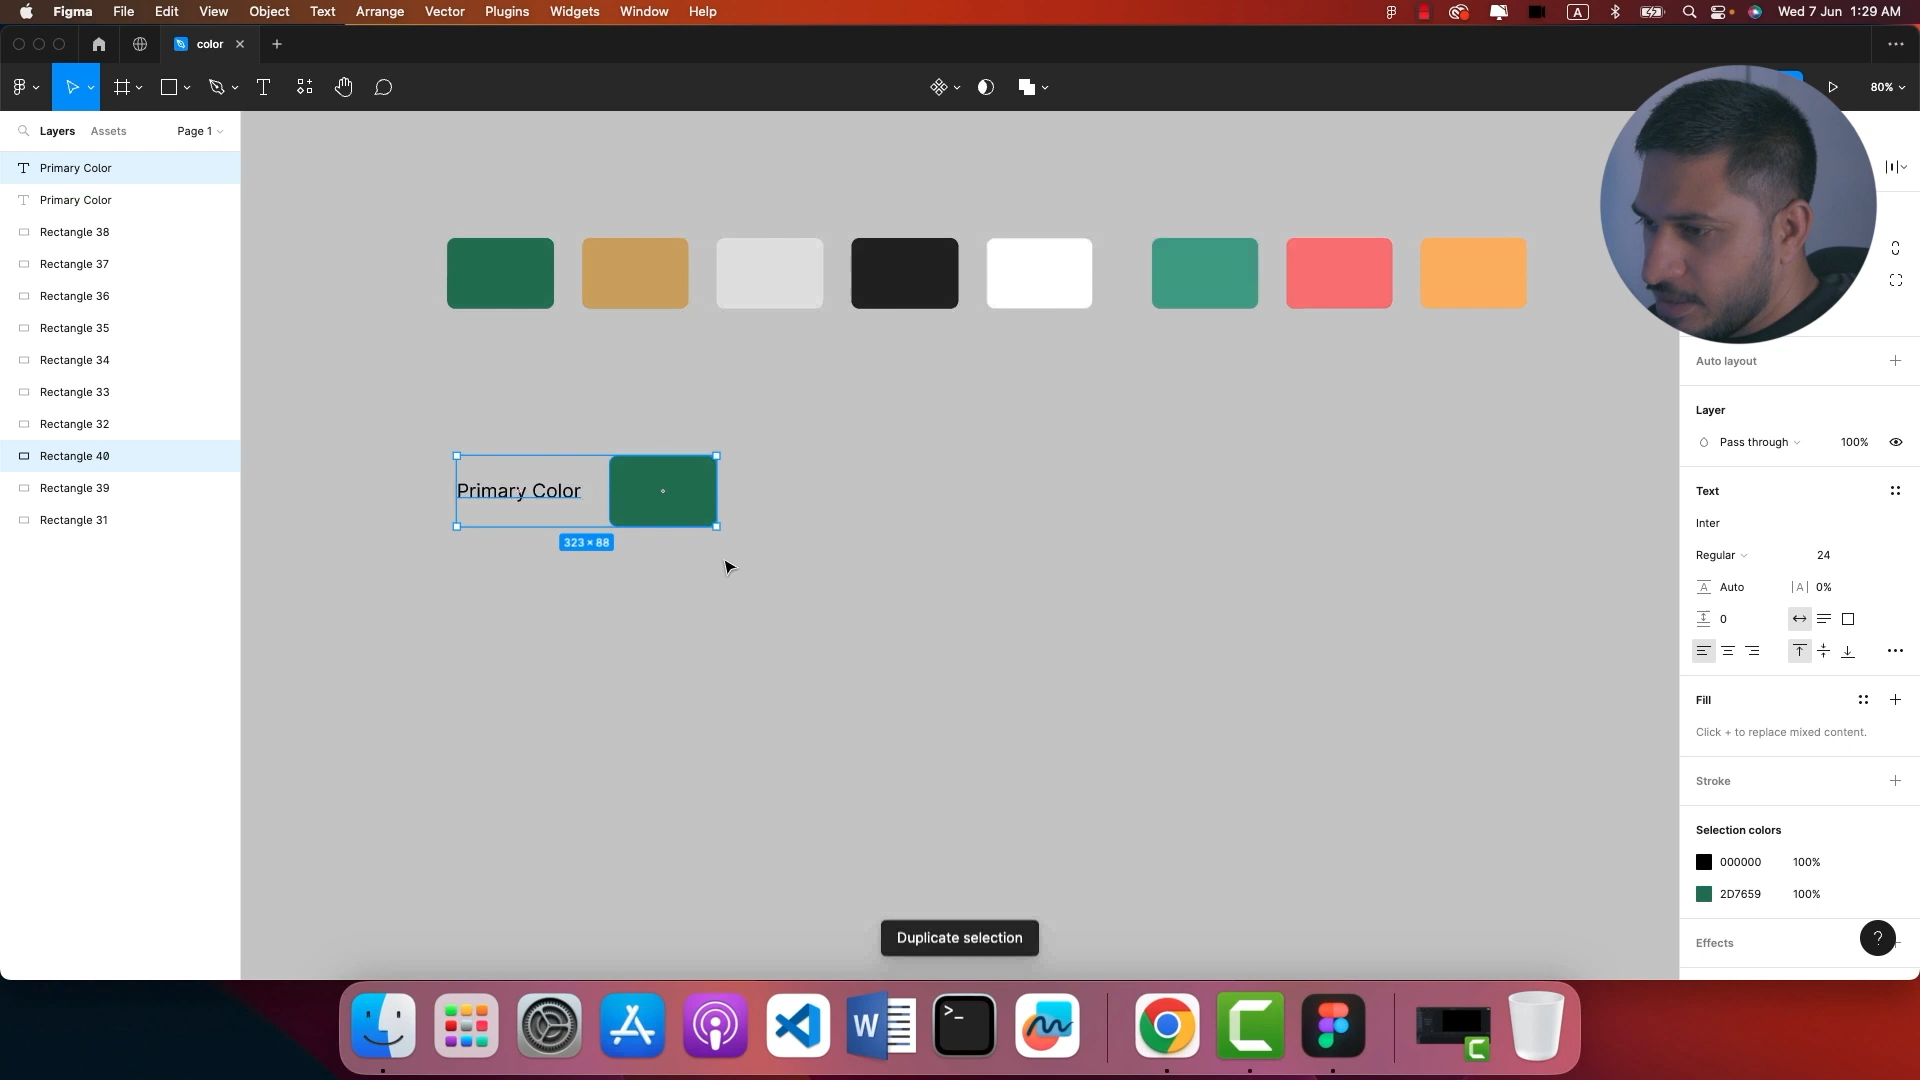 Figma File Edit View Object Text Arrange Vector Plugins Widgets Window Help
A
Wed 7 Jun 1:29 AM
color
80%
Layers Assets Page 1
Primary Color
Primary Color
Rectangle 38
Rectangle 37
Rectangle 36
Rectangle 35
Rectangle 34
Rectangle 33
Rectangle 32
Rectangle 40
Rectangle 39
Rectangle 31
Primary Color
323 × 88
Duplicate selection
Auto layout
Layer
Pass through 100%
Text
Inter
Regular 24
A Auto |A| 0%
0
Fill
Click + to replace mixed content.
Stroke
Selection colors
000000 100%
2D7659 100%
Effects
?
W
>_